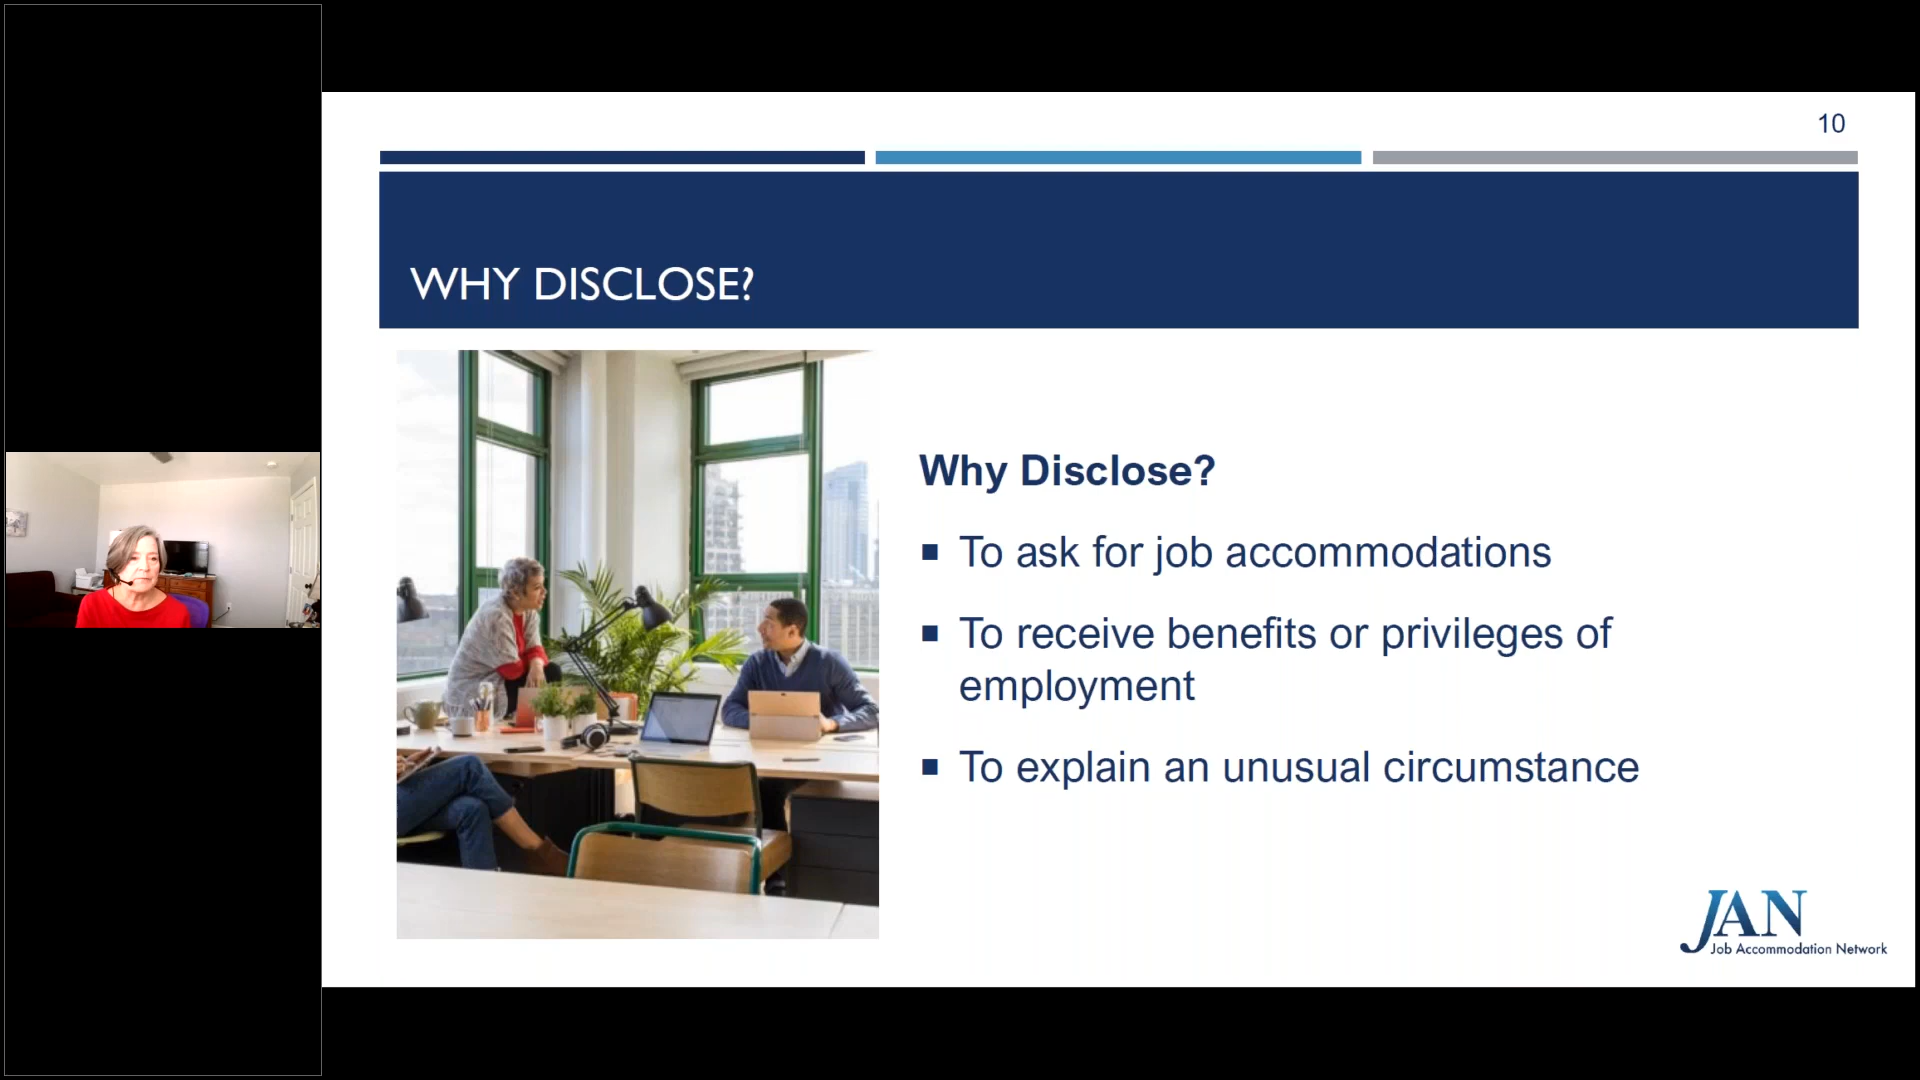 10
WHY DISCLOSE?
Why Disclose?
▪ To ask for job accommodations
▪ To receive benefits or privileges of
employment
▪ To explain an unusual circumstance
JAN
Job Accommodation Network